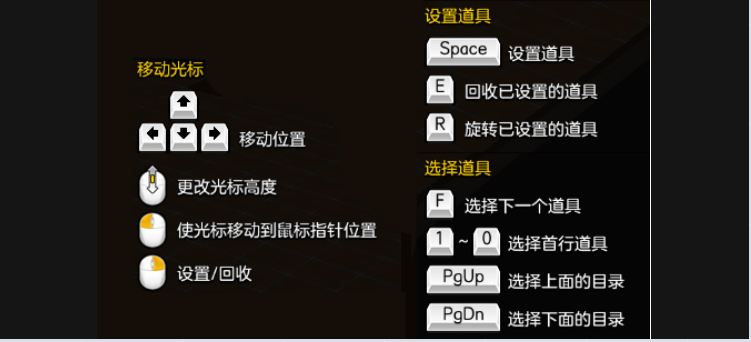 移动光标
移动位置
更改光标高度
使光标移动到鼠标指针位置
设置/回收
设置道具
Space 设置道具
E 回收已设置的道具
R 旋转已设置的道具
选择道具
F 选择下一个道具
1 ~ 0 选择首行道具
PgUp 选择上面的目录
PgDn 选择下面的目录